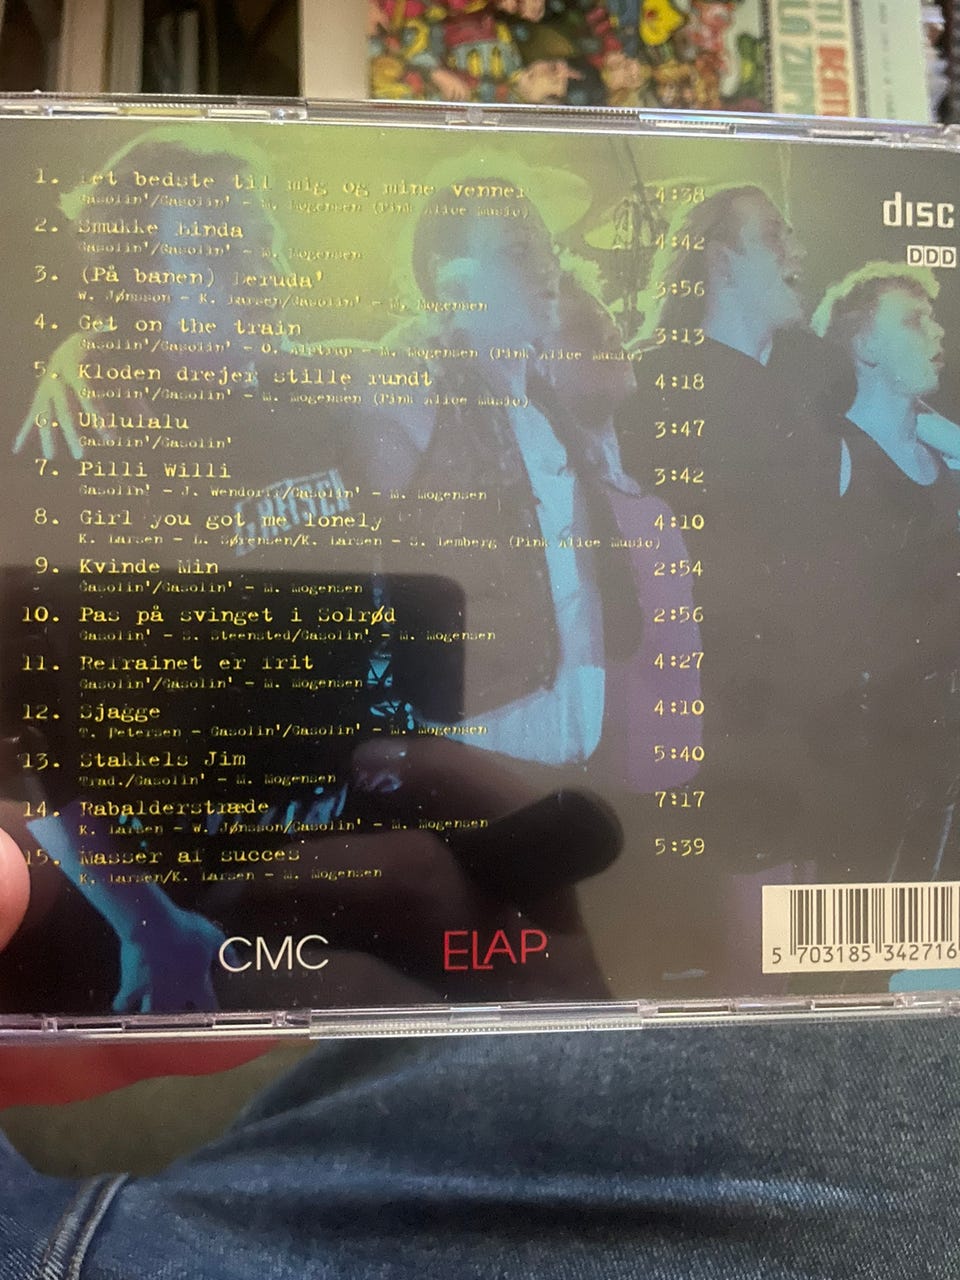 1. Det bedste til mig og mine venner 4:38
Gasolin'/Gasolin' - M. Mogensen (Pink Alice Music)
2. Smukke Linda 4:42
Gasolin'/Gasolin' - M. Mogensen
3. (På banen) Deruda' 3:56
W. Jønsson - K. Larsen/Gasolin' - M. Mogensen
4. Get on the train 3:13
Gasolin'/Gasolin' - O. - M. Mogensen (Pink Alice Music)
5. Kloden drejer stille rundt 4:18
Gasolin'/Gasolin' - M. Mogensen (Pink Alice Music)
6. Uhlulalu 3:47
Gasolin'/Gasolin'
7. Pilli Willi 3:42
Gasolin' - J. Wendorff/Gasolin' - M. Mogensen
8. Girl you got me lonely 4:10
K. Larsen - L. Sørensen/K. Larsen - S. Lemberg (Pink Alice Music)
9. Kvinde Min 2:54
Gasolin'/Gasolin' - M. Mogensen
10. Pas på svinget i Solrød 2:56
Gasolin' - S. Steensted/Gasolin' - M. Mogensen
11. Refrainet er frit 4:27
Gasolin'/Gasolin' - M. Mogensen
12. Sjagge 4:10
T. Petersen - Gasolin'/Gasolin' - M. Mogensen
13. Stakkels Jim 5:40
Trad./Gasolin' - M. Mogensen
14. Rabalderstræde 7:17
K. Larsen - W. Jønsson/Gasolin' - M. Mogensen
15. Masser af succes 5:39
K. Larsen/K. Larsen - M. Mogensen
disc
DDD
CMC
ELAP
5 703185 342716